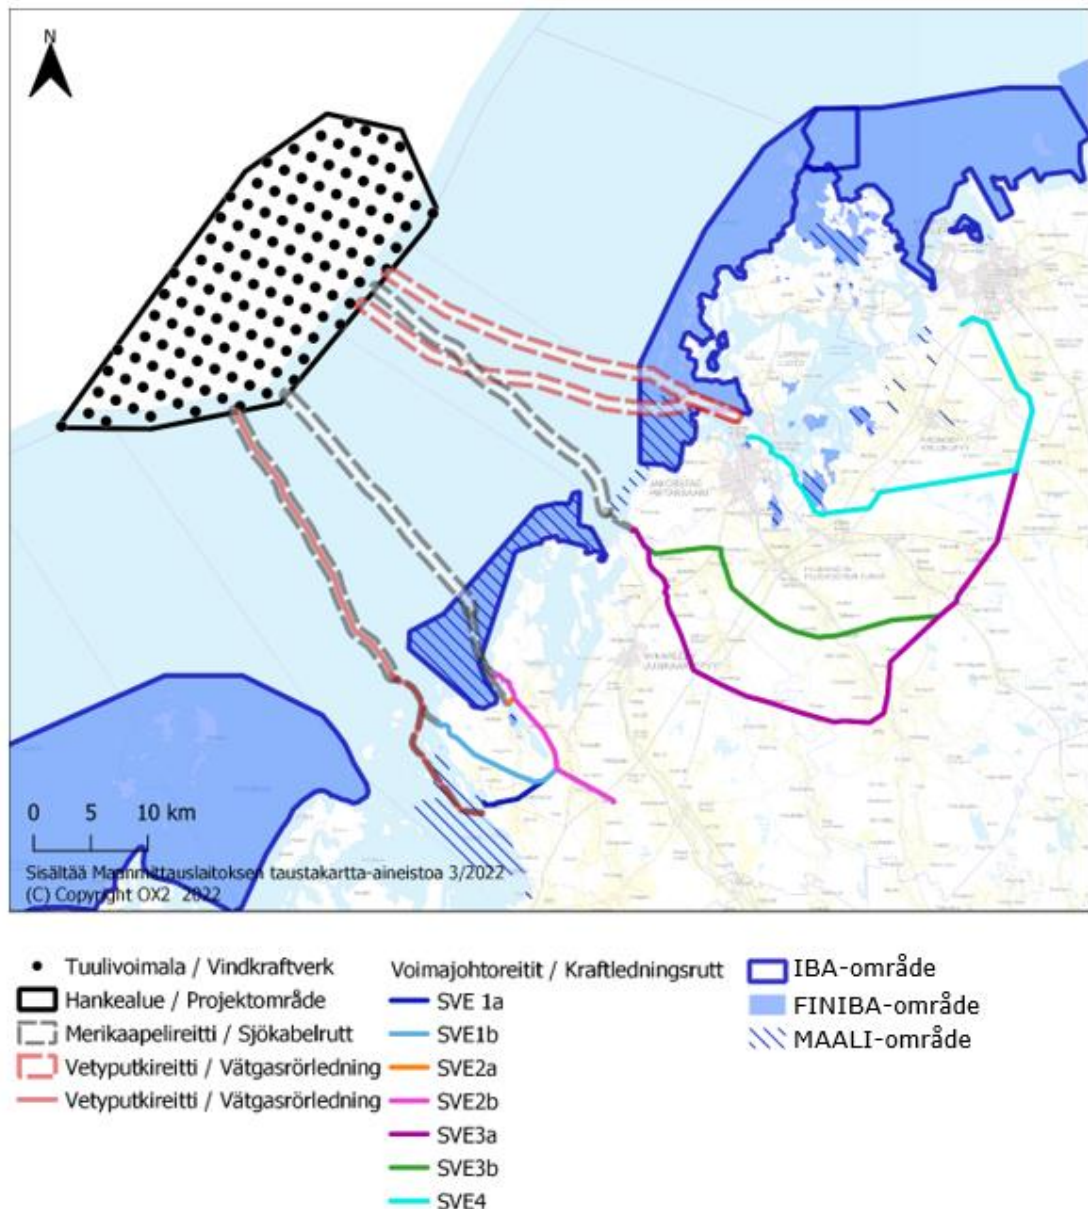 N
JAKOBSTAD
PIETARSAARI
0 5 10 km
Sisältää Maanmittauslaitoksen taustakartta-aineistoa 3/2022
(C) Copyright OX2 2022
Tuulivoimala / Vindkraftverk
Hankealue / Projektområde
Merikaapelireitti / Sjökabelrutt
Vetyputkireitti / Vätgasrörledning
Vetyputkireitti / Vätgasrörledning
Voimajohtoreitit / Kraftledningsrutt
SVE 1a
SVE1b
SVE2a
SVE2b
SVE3a
SVE3b
SVE4
IBA-område
FINIBA-område
MAALI-område